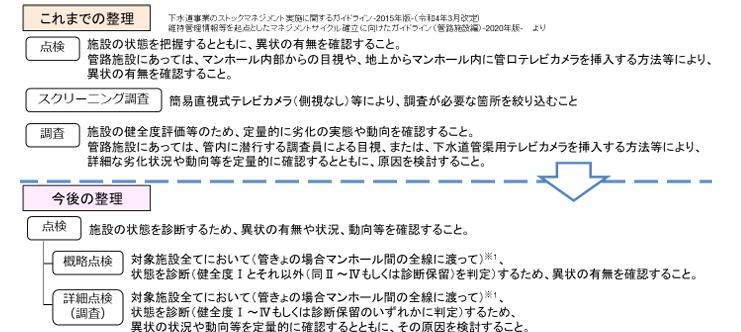 これまでの整理
下水道事業のストックマネジメント実施に関するガイドライン-2015年版-(令和4年3月改定)
維持管理情報等を起点としたマネジメントサイクル確立に向けたガイドライン(管路施設編)-2020年版- より
点検
施設の状態を把握するとともに、異状の有無を確認すること。
管路施設にあっては、マンホール内部からの目視や、地上からマンホール内に管口テレビカメラを挿入する方法等により、
異状の有無を確認すること。
スクリーニング調査
簡易直視式テレビカメラ(側視なし)等により、調査が必要な箇所を絞り込むこと
調査
施設の健全度評価等のため、定量的に劣化の実態や動向を確認すること。
管路施設にあっては、管内に潜行する調査員による目視、または、下水道管渠用テレビカメラを挿入する方法等により、
詳細な劣化状況や動向等を定量的に確認するとともに、原因を検討すること。
今後の整理
点検
施設の状態を診断するため、異状の有無や状況、動向等を確認すること。
概略点検
対象施設全てにおいて(管きょの場合マンホール間の全線に渡って)※1、
状態を診断(健全度Ⅰとそれ以外(同Ⅱ～Ⅳもしくは診断保留)を判定)するため、異状の有無を確認すること。
詳細点検
(調査)
対象施設全てにおいて(管きょの場合マンホール間の全線に渡って)※1、
状態を診断(健全度Ⅰ～Ⅳもしくは診断保留のいずれかに判定)するため、
異状の状況や動向等を定量的に確認するとともに、その原因を検討すること。